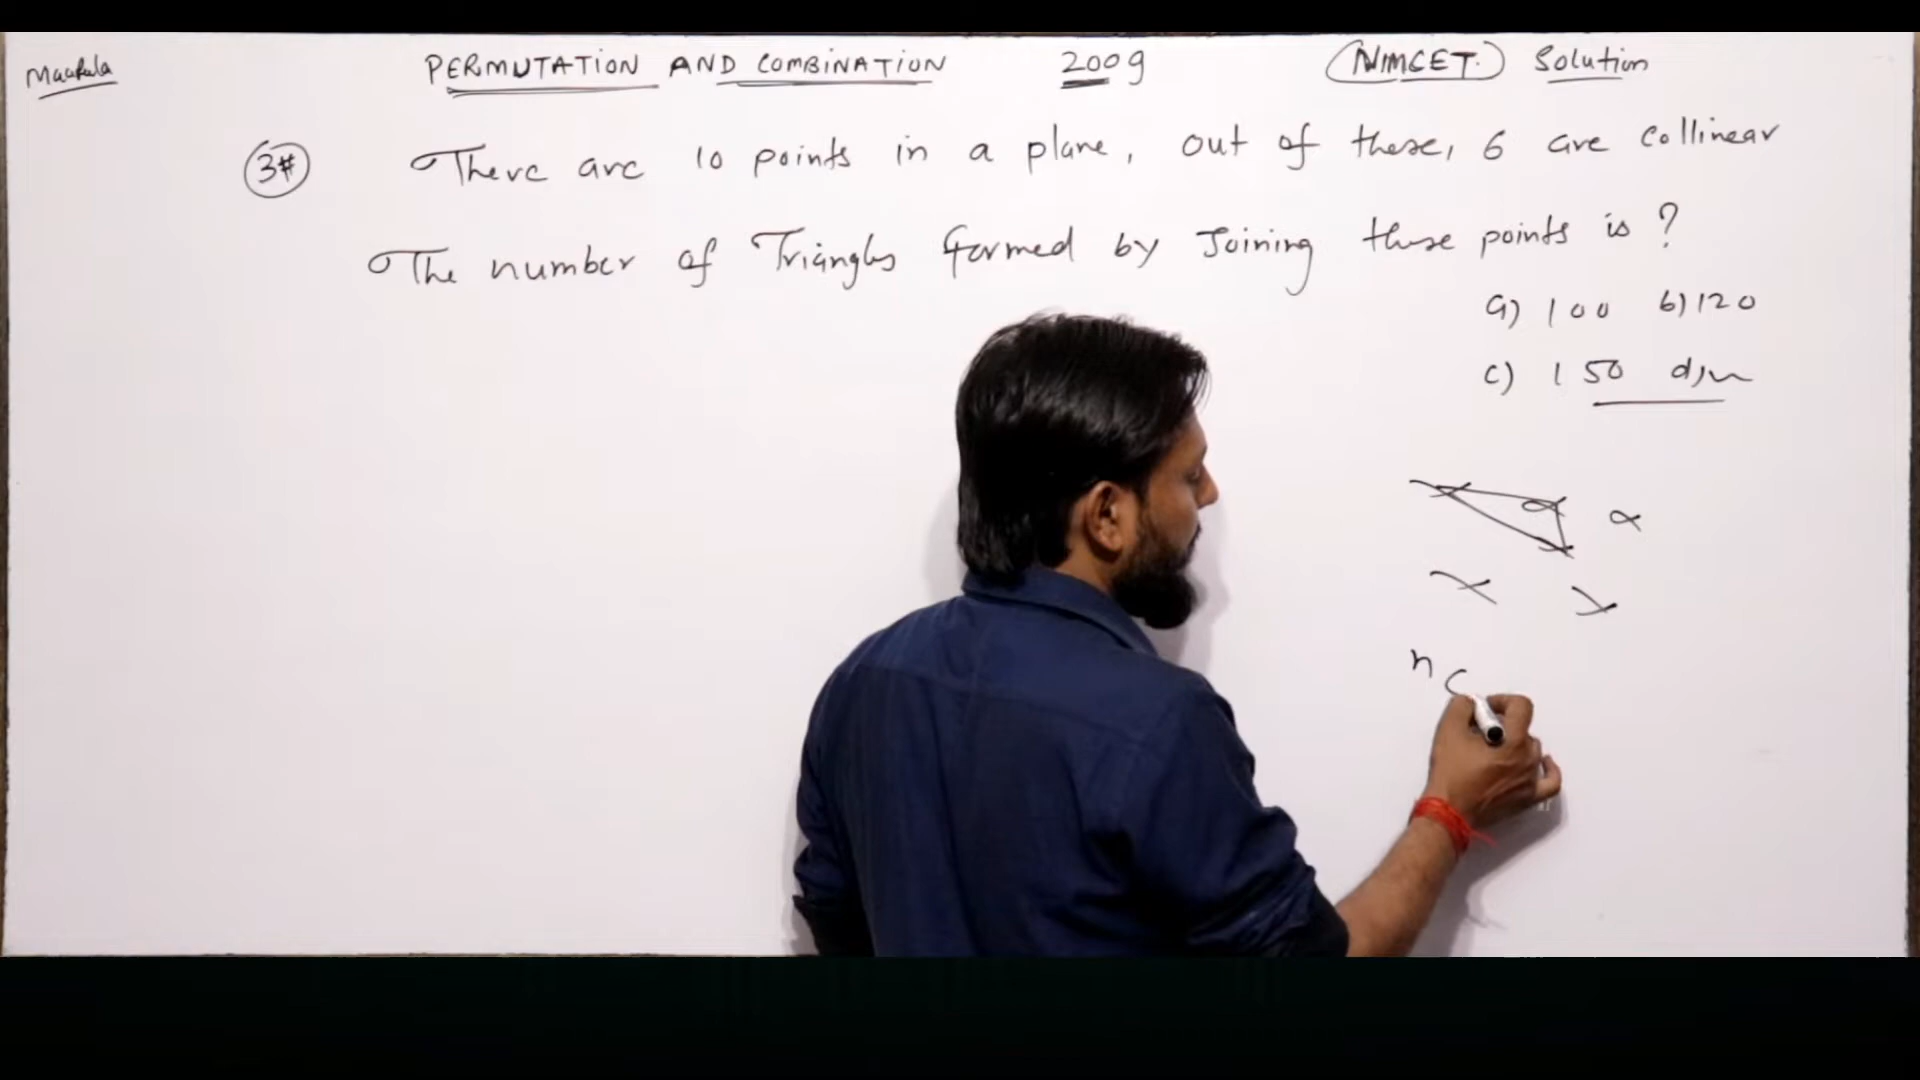 Maarula PERMUTATION AND COMBINATION 2009 NIMCET. Solution
3# There are 10 points in a plane, out of these, 6 are collinear
The number of Triangles formed by Joining these points is ?
a) 100 b) 120
c) 150 d)
n C